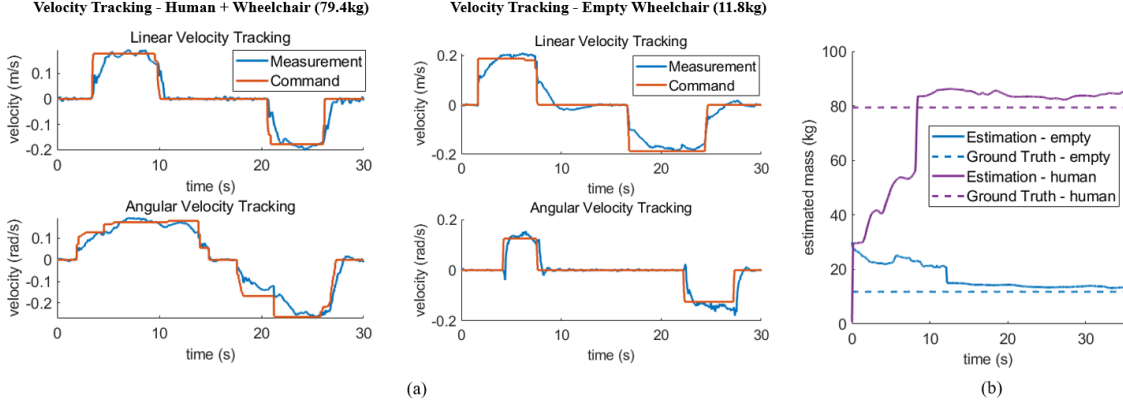 Velocity Tracking - Human + Wheelchair (79.4kg)
Linear Velocity Tracking
velocity (m/s)
0.1
0
-0.1
-0.2
0
10
20
30
time (s)
Measurement
Command
Angular Velocity Tracking
velocity (rad/s)
0.1
0
-0.1
-0.2
0
10
20
30
time (s)
Velocity Tracking - Empty Wheelchair (11.8kg)
Linear Velocity Tracking
velocity (m/s)
0.2
0
-0.2
0
10
20
30
time (s)
Measurement
Command
Angular Velocity Tracking
velocity (rad/s)
0.2
0
-0.2
0
10
20
30
time (s)
(a)
estimated mass (kg)
100
80
60
40
20
0
0
10
20
30
time (s)
Estimation - empty
Ground Truth - empty
Estimation - human
Ground Truth - human
(b)